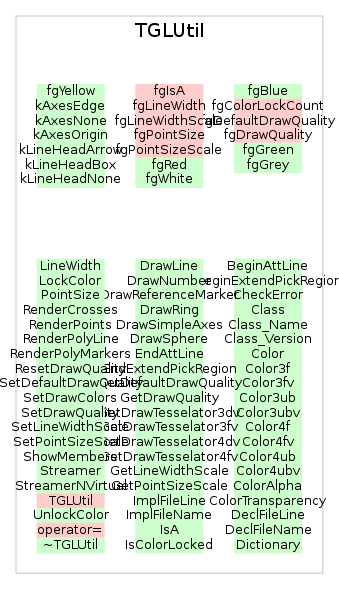 TGLUtil
fgYellow
kAxesEdge
kAxesNone
kAxesOrigin
kLineHeadArrow
kLineHeadBox
kLineHeadNone
fgIsA
fgLineWidth
fgLineWidthScale
fgPointSize
fgPointSizeScale
fgRed
fgWhite
fgBlue
fgColorLockCount
fgDefaultDrawQuality
fgDrawQuality
fgGreen
fgGrey
LineWidth
LockColor
PointSize
RenderCrosses
RenderPoints
RenderPolyLine
RenderPolyMarkers
ResetDrawQuality
SetDefaultDrawQuality
SetDrawColors
SetDrawQuality
SetLineWidthScale
SetPointSizeScale
ShowMembers
Streamer
StreamerNVirtual
TGLUtil
UnlockColor
operator=
~TGLUtil
DrawLine
DrawNumber
DrawReferenceMarker
DrawRing
DrawSimpleAxes
DrawSphere
EndAttLine
EndExtendPickRegion
GetDefaultDrawQuality
GetDrawQuality
GetDrawTesselator3dv
GetDrawTesselator3fv
GetDrawTesselator4dv
GetDrawTesselator4fv
GetLineWidthScale
GetPointSizeScale
ImplFileLine
ImplFileName
IsA
IsColorLocked
BeginAttLine
BeginExtendPickRegion
CheckError
Class
Class_Name
Class_Version
Color
Color3f
Color3fv
Color3ub
Color3ubv
Color4f
Color4fv
Color4ub
Color4ubv
ColorAlpha
ColorTransparency
DeclFileLine
DeclFileName
Dictionary